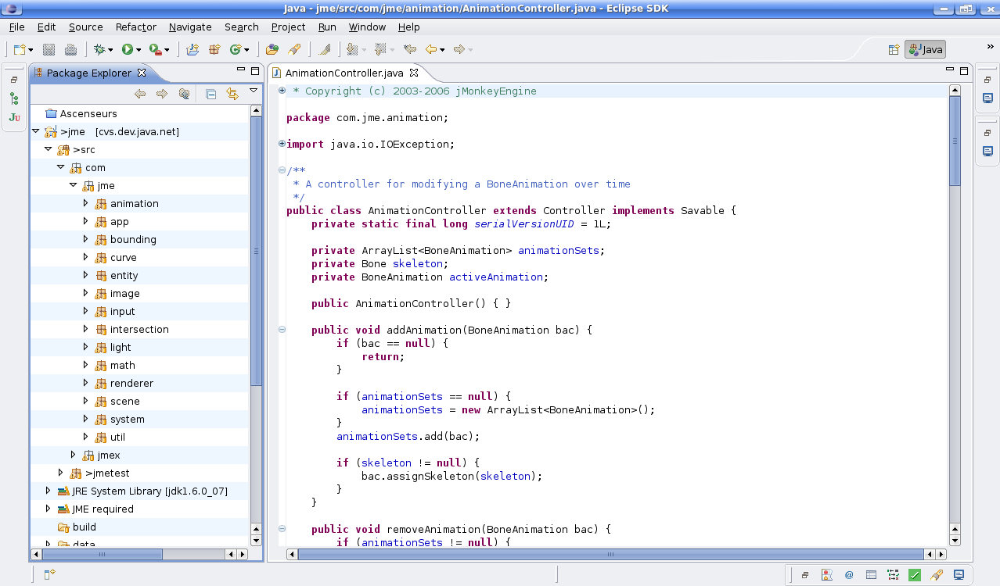 Java - jme/src/com/jme/animation/AnimationController.java - Eclipse SDK
File Edit Source Refactor Navigate Search Project Run Window Help
Java
»
Package Explorer
Ju
Ascenseurs
>jme [cvs.dev.java.net]
>src
com
jme
animation
app
bounding
curve
entity
image
input
intersection
light
math
renderer
scene
system
util
jmex
>jmetest
JRE System Library [jdk1.6.0_07]
JME required
build
data
AnimationController.java
* Copyright (c) 2003-2006 jMonkeyEngine
package com.jme.animation;
import java.io.IOException;
/**
* A controller for modifying a BoneAnimation over time
*/
public class AnimationController extends Controller implements Savable {
private static final long serialVersionUID = 1L;
private ArrayList<BoneAnimation> animationSets;
private Bone skeleton;
private BoneAnimation activeAnimation;
public AnimationController() { }
public void addAnimation(BoneAnimation bac) {
if (bac == null) {
return;
}
if (animationSets == null) {
animationSets = new ArrayList<BoneAnimation>();
}
animationSets.add(bac);
if (skeleton != null) {
bac.assignSkeleton(skeleton);
}
}
public void removeAnimation(BoneAnimation bac) {
if (animationSets != null) {
@